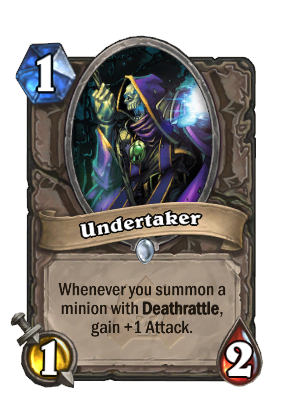 1
Undertaker
Whenever you summon a
minion with Deathrattle,
gain +1 Attack.
1
2